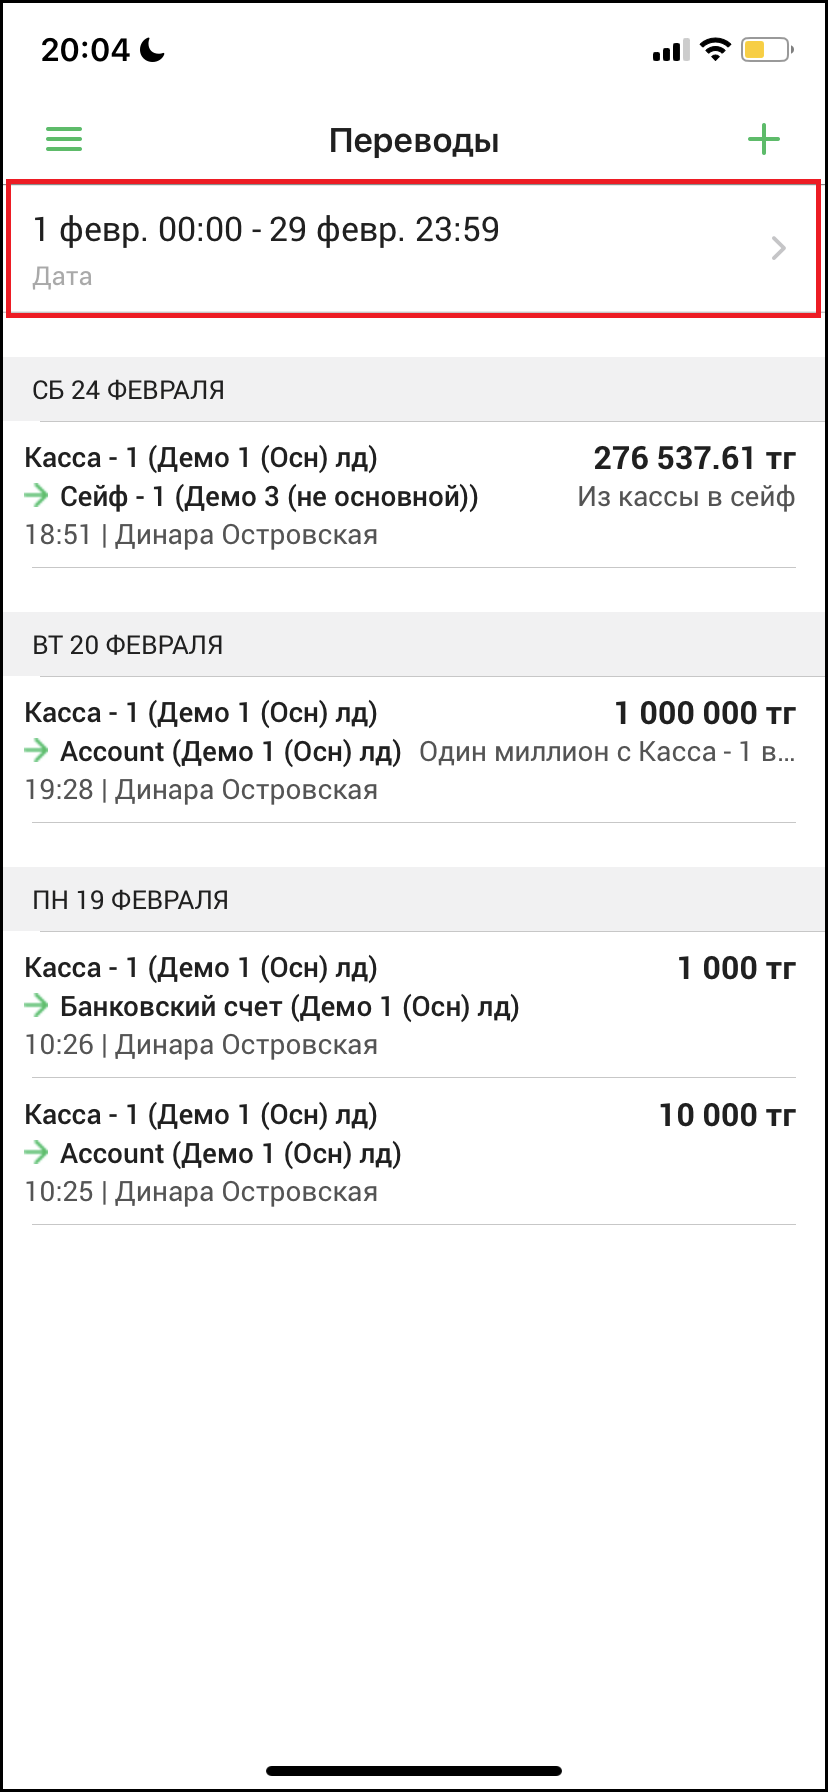 20:04
Переводы
1 февр. 00:00 - 29 февр. 23:59
Дата
СБ 24 ФЕВРАЛЯ
Касса - 1 (Демо 1 (Осн) лд) 276 537.61 тг
Сейф - 1 (Демо 3 (не основной)) Из кассы в сейф
18:51 | Динара Островская
ВТ 20 ФЕВРАЛЯ
Касса - 1 (Демо 1 (Осн) лд) 1 000 000 тг
Account (Демо 1 (Осн) лд) Один миллион с Касса - 1 в...
19:28 | Динара Островская
ПН 19 ФЕВРАЛЯ
Касса - 1 (Демо 1 (Осн) лд) 1 000 тг
Банковский счет (Демо 1 (Осн) лд)
10:26 | Динара Островская
Касса - 1 (Демо 1 (Осн) лд) 10 000 тг
Account (Демо 1 (Осн) лд)
10:25 | Динара Островская